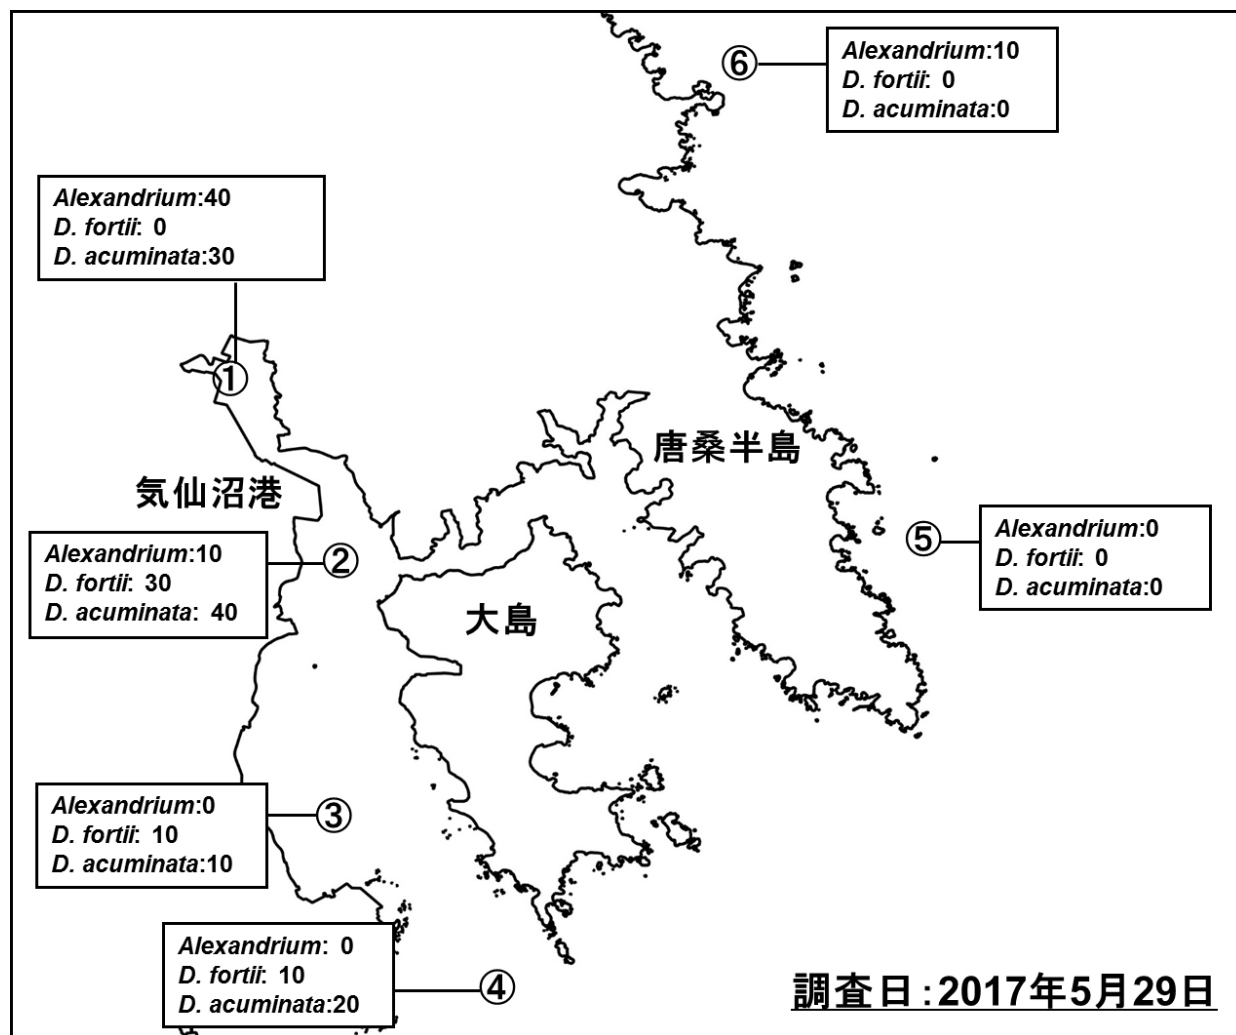 ⑥
Alexandrium:10
D. fortii: 0
D. acuminata:0
Alexandrium:40
D. fortii: 0
D. acuminata:30
①
唐桑半島
気仙沼港
⑤
Alexandrium:0
D. fortii: 0
D. acuminata:0
②
Alexandrium:10
D. fortii: 30
D. acuminata: 40
大島
③
Alexandrium:0
D. fortii: 10
D. acuminata:10
④
Alexandrium: 0
D. fortii: 10
D. acuminata:20
調査日:2017年5月29日